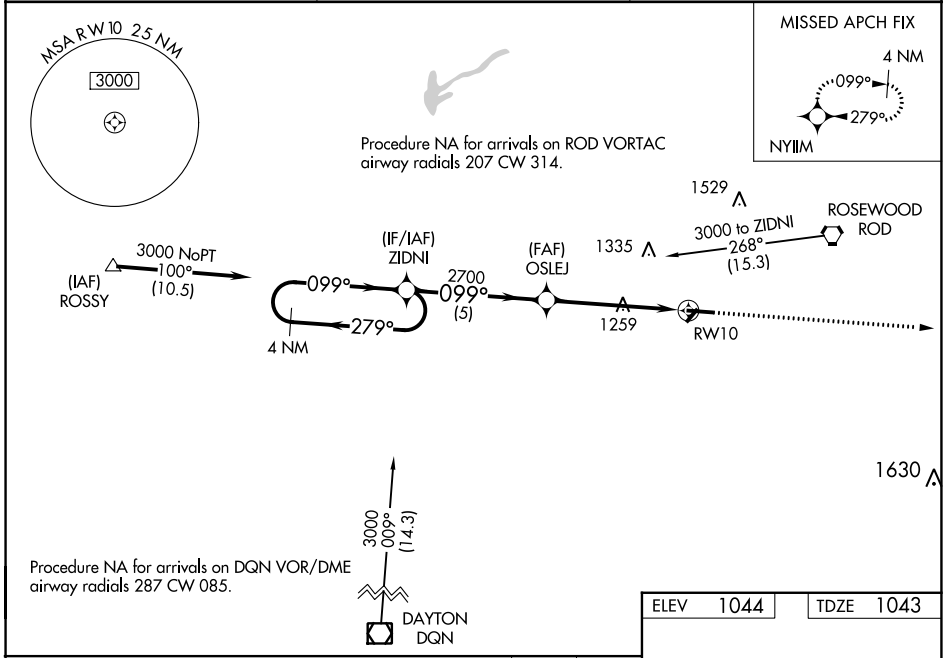 MSA RW10 25 NM
3000
MISSED APCH FIX
4 NM
099°
279°
NYIIM
Procedure NA for arrivals on ROD VORTAC
airway radials 207 CW 314.
1529
ROSEWOOD
ROD
3000 to ZIDNI
268°
(15.3)
1335
(IF/IAF)
ZIDNI
(FAF)
OSLEJ
3000 NoPT
100°
(10.5)
(IAF)
ROSSY
099°
279°
4 NM
2700
099°
(5)
1259
RW10
1630
3000
009°
(14.3)
Procedure NA for arrivals on DQN VOR/DME
airway radials 287 CW 085.
DAYTON
DQN
ELEV 1044
TDZE 1043